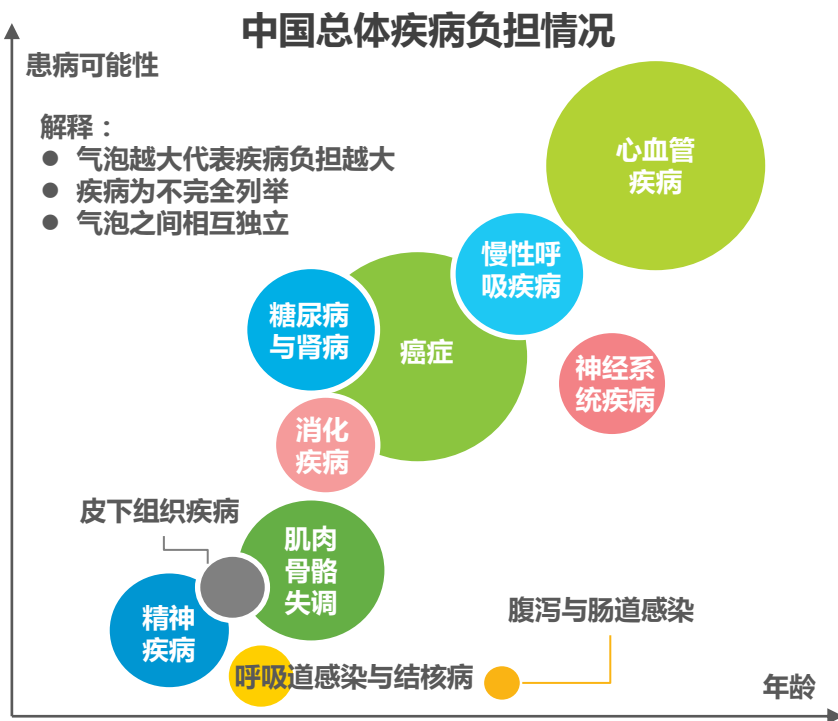 中国总体疾病负担情况
患病可能性
解释：
● 气泡越大代表疾病负担越大
● 疾病为不完全列举
● 气泡之间相互独立
心血管
疾病
慢性呼
吸疾病
糖尿病
与肾病
癌症
神经系
统疾病
消化
疾病
皮下组织疾病
肌肉
骨骼
失调
精神
疾病
腹泻与肠道感染
呼吸道感染与结核病
年龄